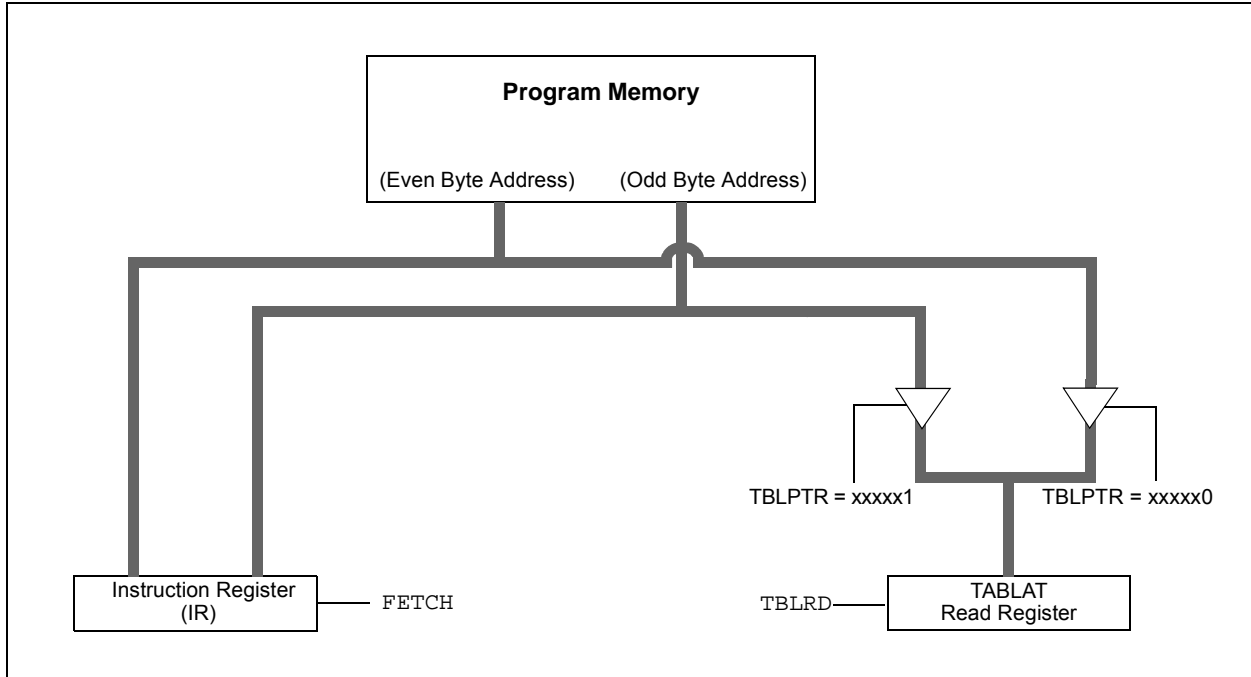 Program Memory
(Even Byte Address) (Odd Byte Address)
TBLPTR = xxxxx1 TBLPTR = xxxxx0
Instruction Register
(IR)
FETCH
TBLRD
TABLAT
Read Register